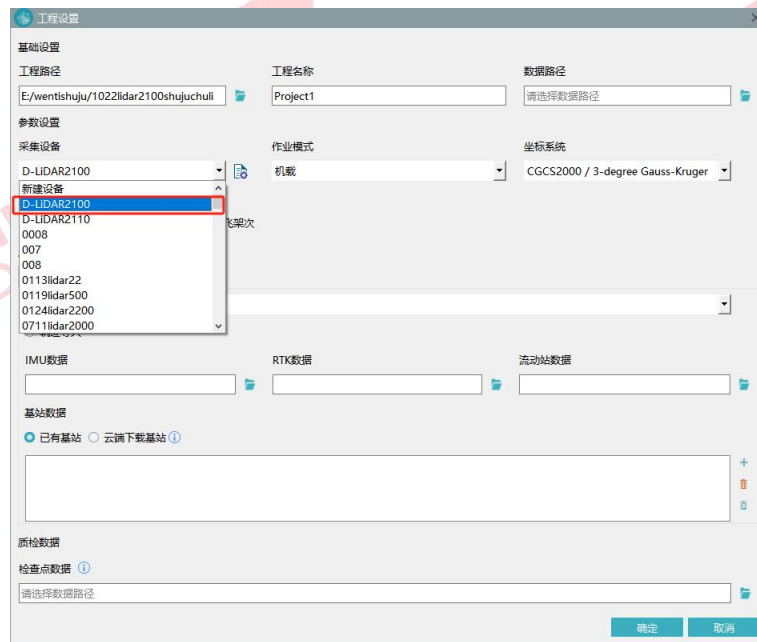 工程设置
基础设置
工程路径 工程名称 数据路径
E:/wentishuju/1022lidar2100shujuchuli Project1 请选择数据路径
参数设置
采集设备 作业模式 坐标系统
D-LiDAR2100 机载 CGCS2000 / 3-degree Gauss-Kruger
新建设备
D-LiDAR2100
D-LiDAR2110 飞架次
0008
007
008
0113lidar22
0119lidar500
0124lidar2200
0711lidar2000
IMU数据 RTK数据 流动站数据
基站数据
已有基站 云端下载基站
质检数据
检查点数据
请选择数据路径
确定 取消